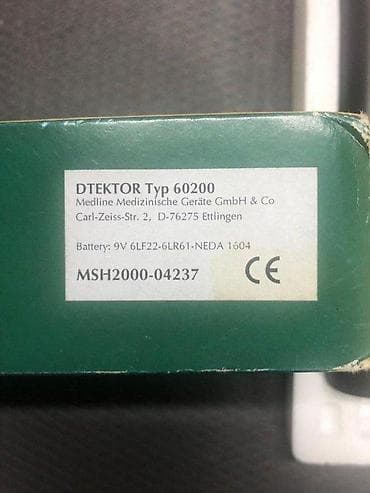 DTEKTOR Typ 60200
Medline Medizinische Geräte GmbH & Co
Carl-Zeiss-Str. 2, D-76275 Ettlingen
Battery: 9V 6LF22-6LR61-NEDA 1604
MSH2000-04237 CE